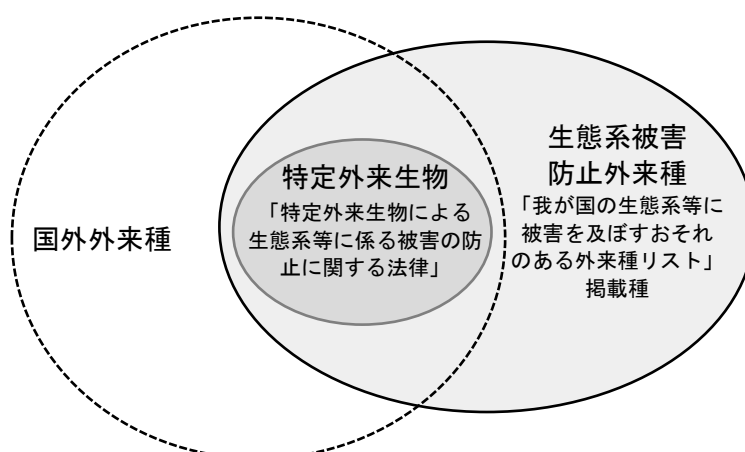 国外外来種
特定外来生物
「特定外来生物による
生態系等に係る被害の防
止に関する法律」
生態系被害
防止外来種
「我が国の生態系等に
被害を及ぼすおそれ
のある外来種リスト」
掲載種